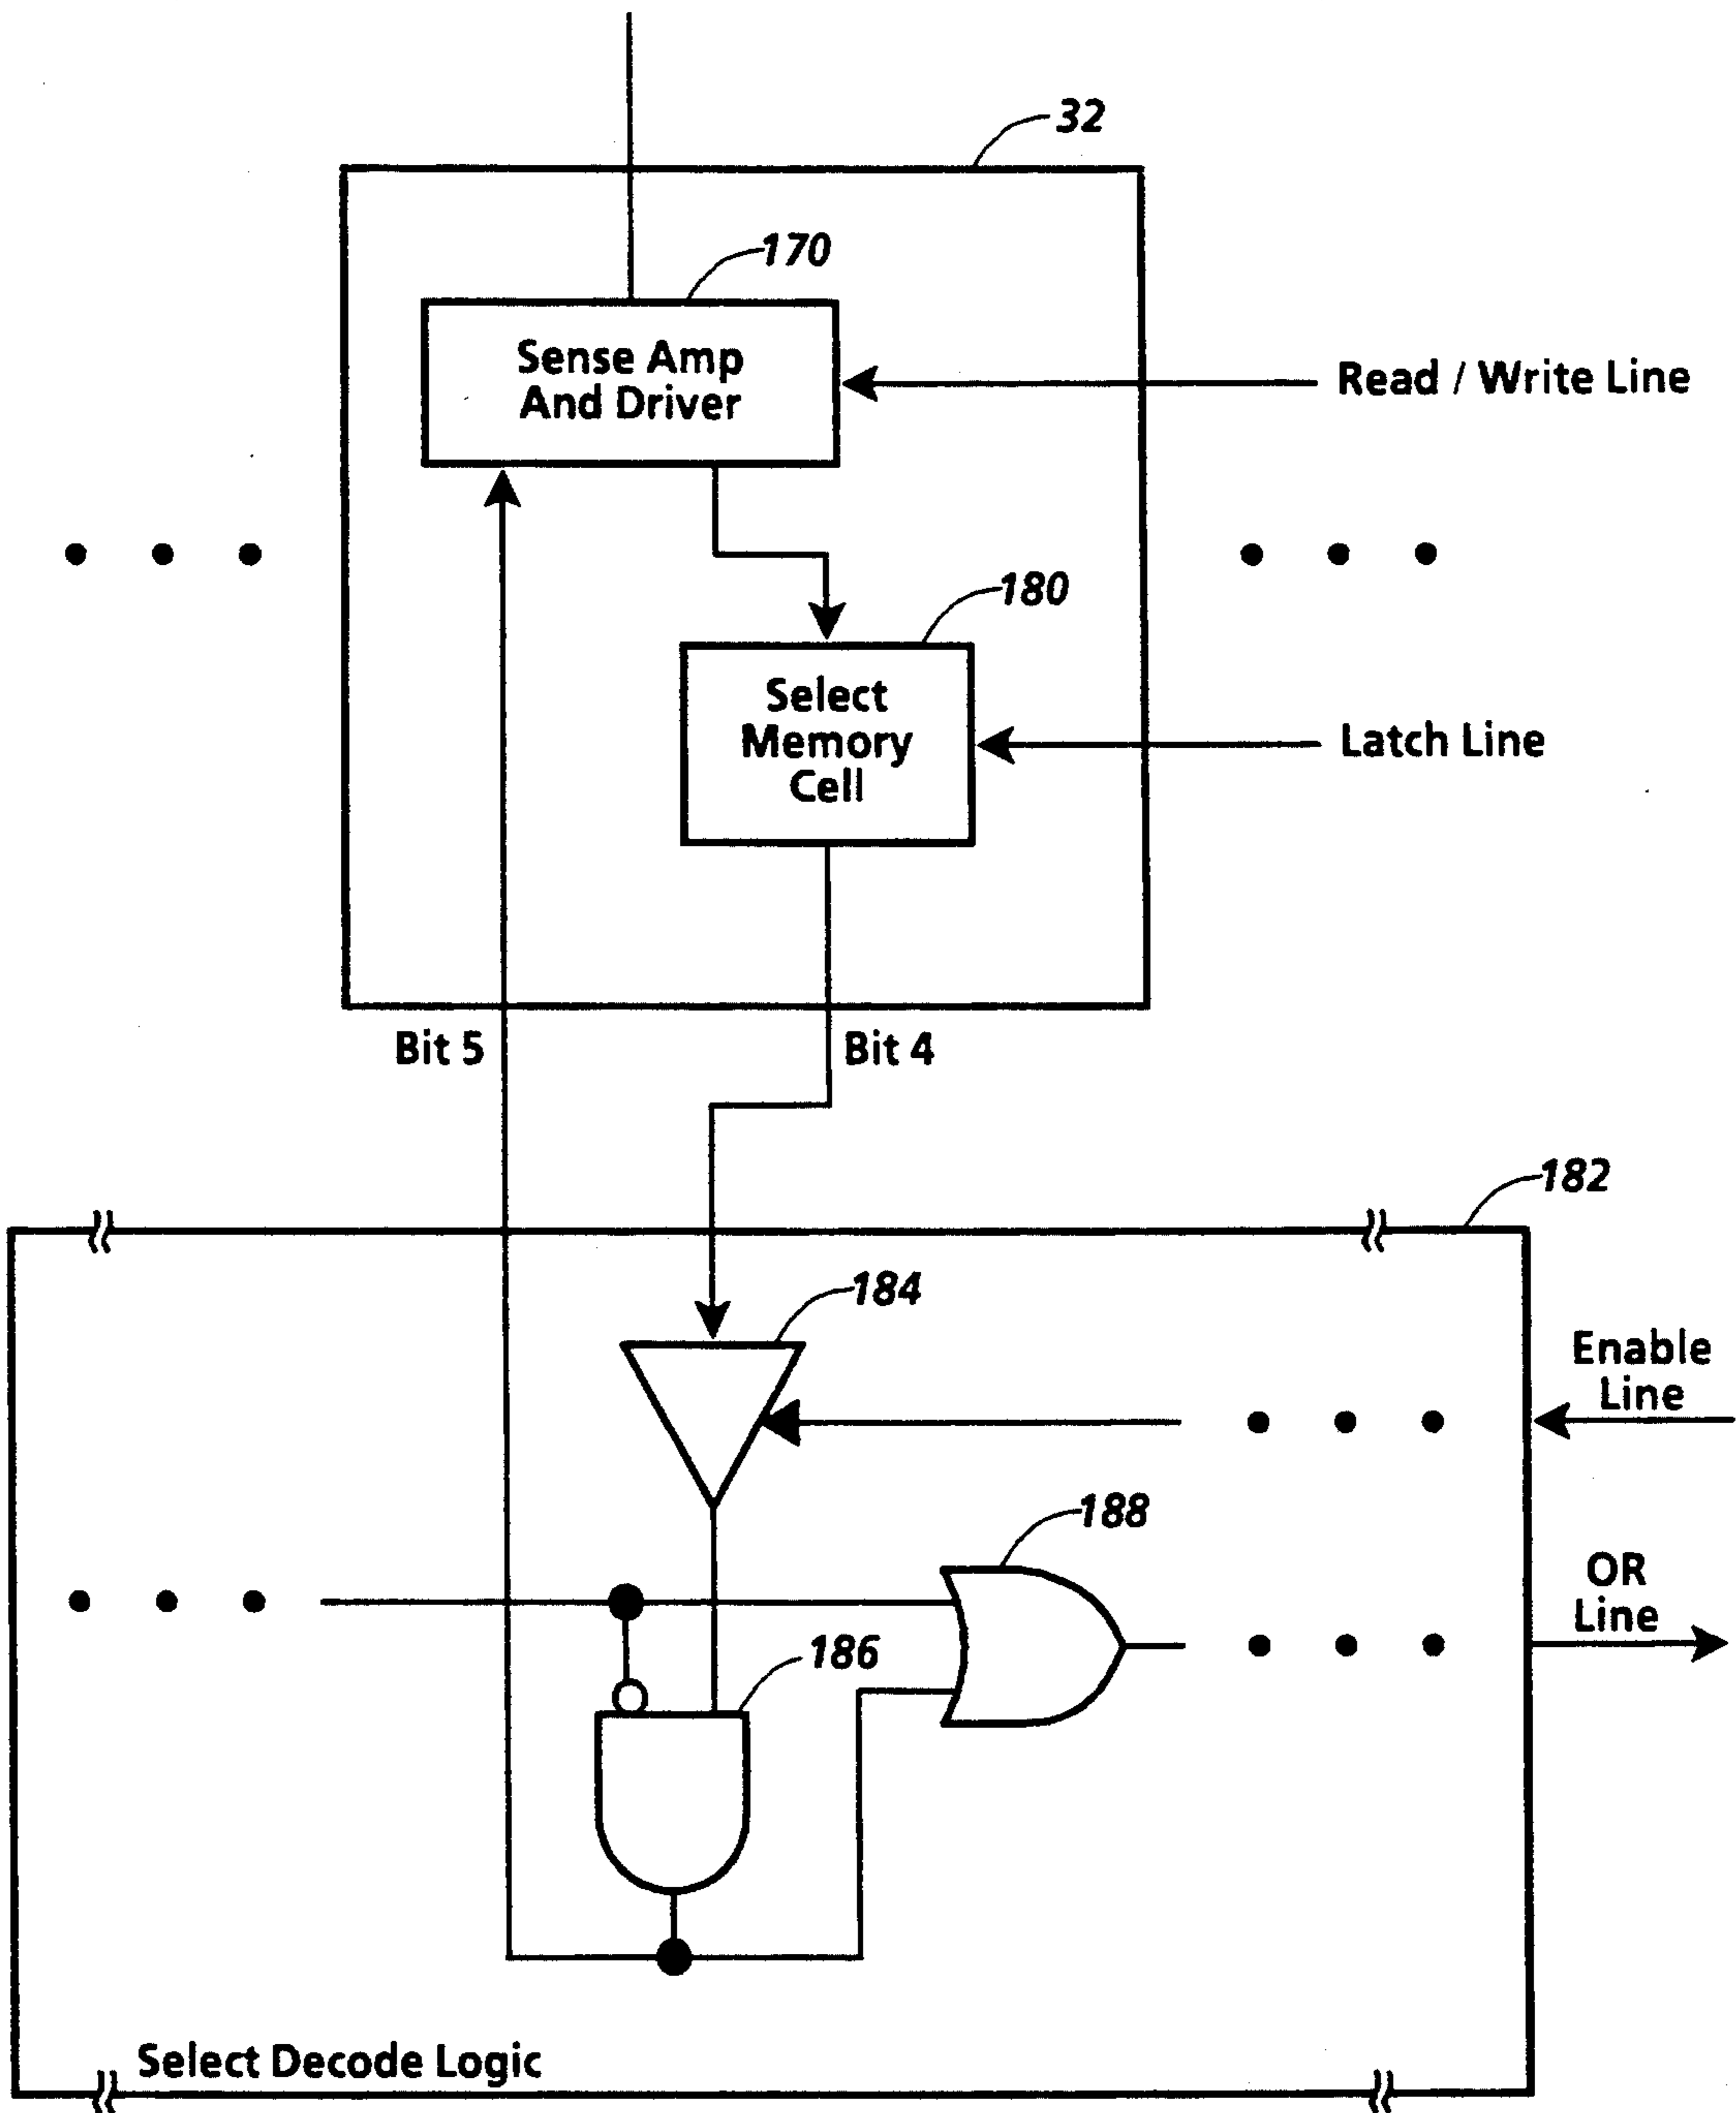 32
170
Sense Amp
And Driver
Read / Write Line
180
Select
Memory
Cell
Latch Line
Bit 5
Bit 4
182
184
Enable
Line
188
OR
Line
186
Select Decode Logic